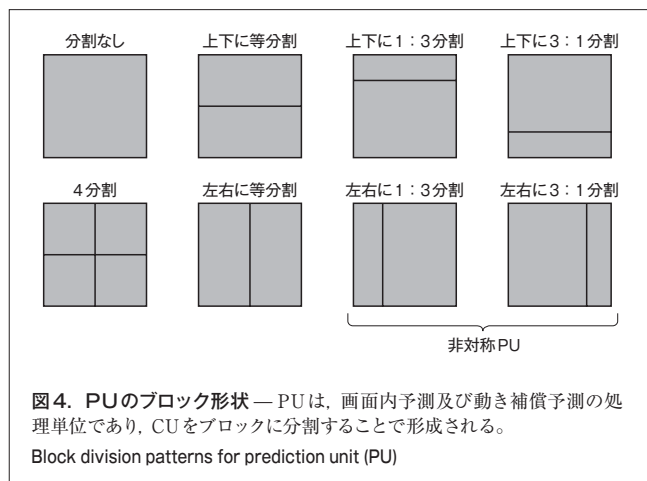 分割なし
上下に等分割
上下に1：3分割
上下に3：1分割
4分割
左右に等分割
左右に1：3分割
左右に3：1分割
非対称PU
図4．PUのブロック形状 — PUは，画面内予測及び動き補償予測の処
理単位であり，CUをブロックに分割することで形成される。
Block division patterns for prediction unit (PU)